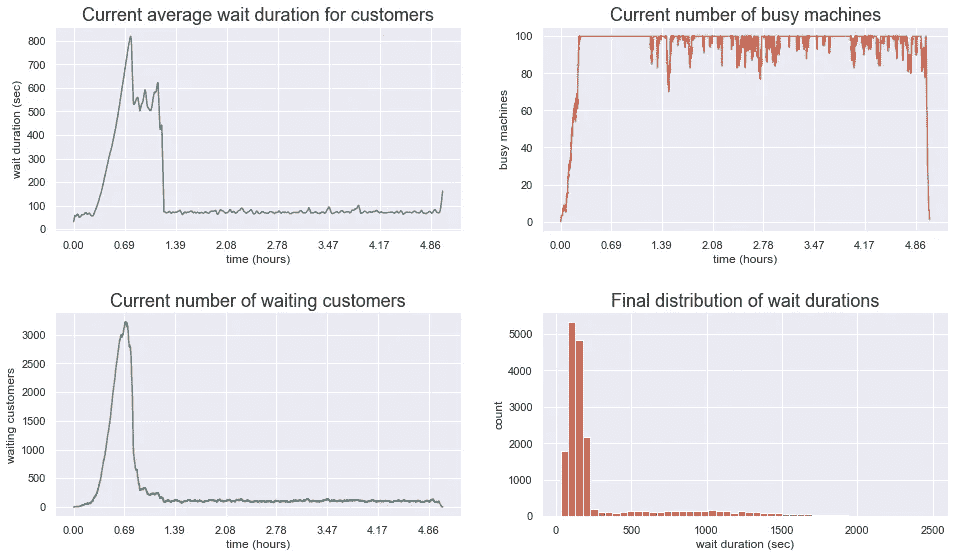 Current average wait duration for customers
wait duration (sec)
800
700
600
500
400
300
200
100
0
0.00 0.69 1.39 2.08 2.78 3.47 4.17 4.86
time (hours)
Current number of busy machines
busy machines
100
80
60
40
20
0
0.00 0.69 1.39 2.08 2.78 3.47 4.17 4.86
time (hours)
Current number of waiting customers
waiting customers
3000
2500
2000
1500
1000
500
0
0.00 0.69 1.39 2.08 2.78 3.47 4.17 4.86
time (hours)
Final distribution of wait durations
count
5000
4000
3000
2000
1000
0
0 500 1000 1500 2000 2500
wait duration (sec)